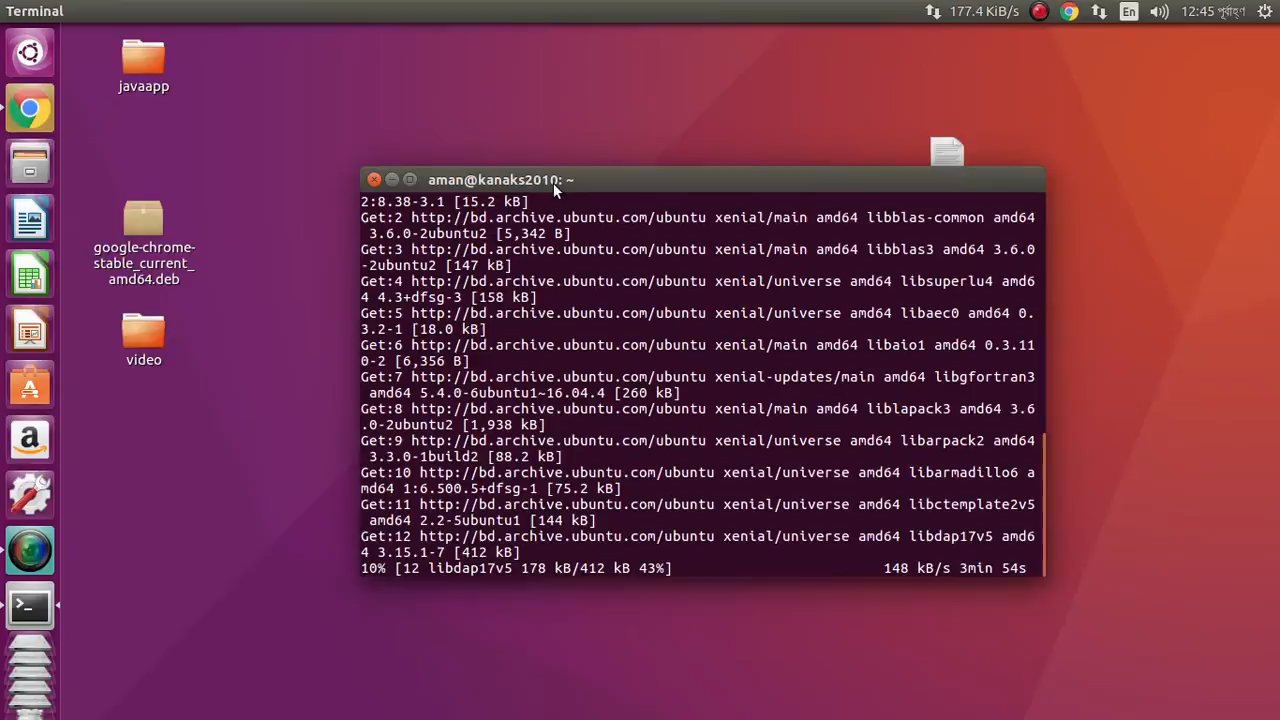 Terminal
177.4 KiB/s
En
12:45 পূর্বাহ্ণ
javaapp
google-chrome-
stable_current_
amd64.deb
video
aman@kanaks2010: ~
2:8.38-3.1 [15.2 kB]
Get:2 http://bd.archive.ubuntu.com/ubuntu xenial/main amd64 libblas-common amd64
 3.6.0-2ubuntu2 [5,342 B]
Get:3 http://bd.archive.ubuntu.com/ubuntu xenial/main amd64 libblas3 amd64 3.6.0
-2ubuntu2 [147 kB]
Get:4 http://bd.archive.ubuntu.com/ubuntu xenial/universe amd64 libsuperlu4 amd6
4 4.3+dfsg-3 [158 kB]
Get:5 http://bd.archive.ubuntu.com/ubuntu xenial/universe amd64 libaec0 amd64 0.
3.2-1 [18.0 kB]
Get:6 http://bd.archive.ubuntu.com/ubuntu xenial/main amd64 libaio1 amd64 0.3.11
0-2 [6,356 B]
Get:7 http://bd.archive.ubuntu.com/ubuntu xenial-updates/main amd64 libgfortran3
 amd64 5.4.0-6ubuntu1~16.04.4 [260 kB]
Get:8 http://bd.archive.ubuntu.com/ubuntu xenial/main amd64 liblapack3 amd64 3.6
.0-2ubuntu2 [1,938 kB]
Get:9 http://bd.archive.ubuntu.com/ubuntu xenial/universe amd64 libarpack2 amd64
 3.3.0-1build2 [88.2 kB]
Get:10 http://bd.archive.ubuntu.com/ubuntu xenial/universe amd64 libarmadillo6 a
md64 1:6.500.5+dfsg-1 [75.2 kB]
Get:11 http://bd.archive.ubuntu.com/ubuntu xenial/universe amd64 libctemplate2v5
 amd64 2.2-5ubuntu1 [144 kB]
Get:12 http://bd.archive.ubuntu.com/ubuntu xenial/universe amd64 libdap17v5 amd6
4 3.15.1-7 [412 kB]
10% [12 libdap17v5 178 kB/412 kB 43%] 148 kB/s 3min 54s